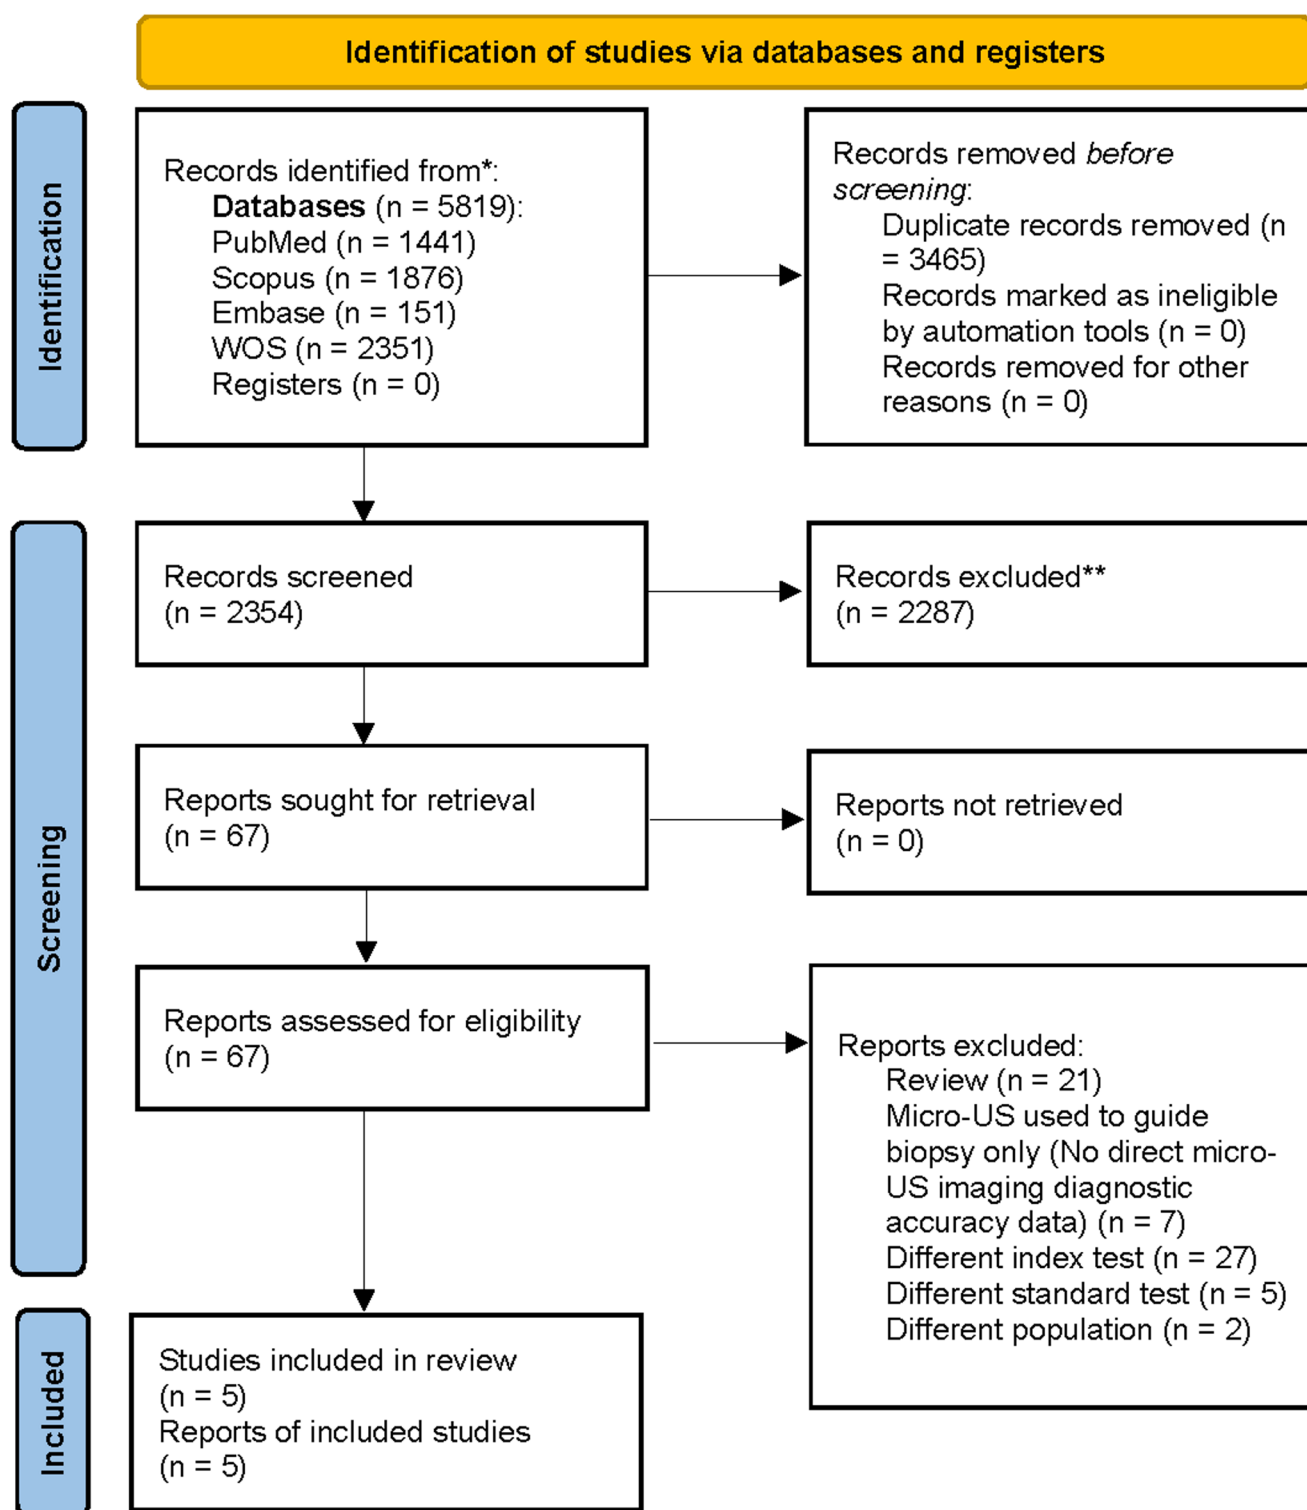 Identification of studies via databases and registers
Identification
Records identified from*:
Databases (n = 5819):
PubMed (n = 1441)
Scopus (n = 1876)
Embase (n = 151)
WOS (n = 2351)
Registers (n = 0)
Records removed before
screening:
Duplicate records removed (n
= 3465)
Records marked as ineligible
by automation tools (n = 0)
Records removed for other
reasons (n = 0)
Screening
Records screened
(n = 2354)
Records excluded**
(n = 2287)
Reports sought for retrieval
(n = 67)
Reports not retrieved
(n = 0)
Reports assessed for eligibility
(n = 67)
Reports excluded:
Review (n = 21)
Micro-US used to guide
biopsy only (No direct micro-
US imaging diagnostic
accuracy data) (n = 7)
Different index test (n = 27)
Different standard test (n = 5)
Different population (n = 2)
Included
Studies included in review
(n = 5)
Reports of included studies
(n = 5)